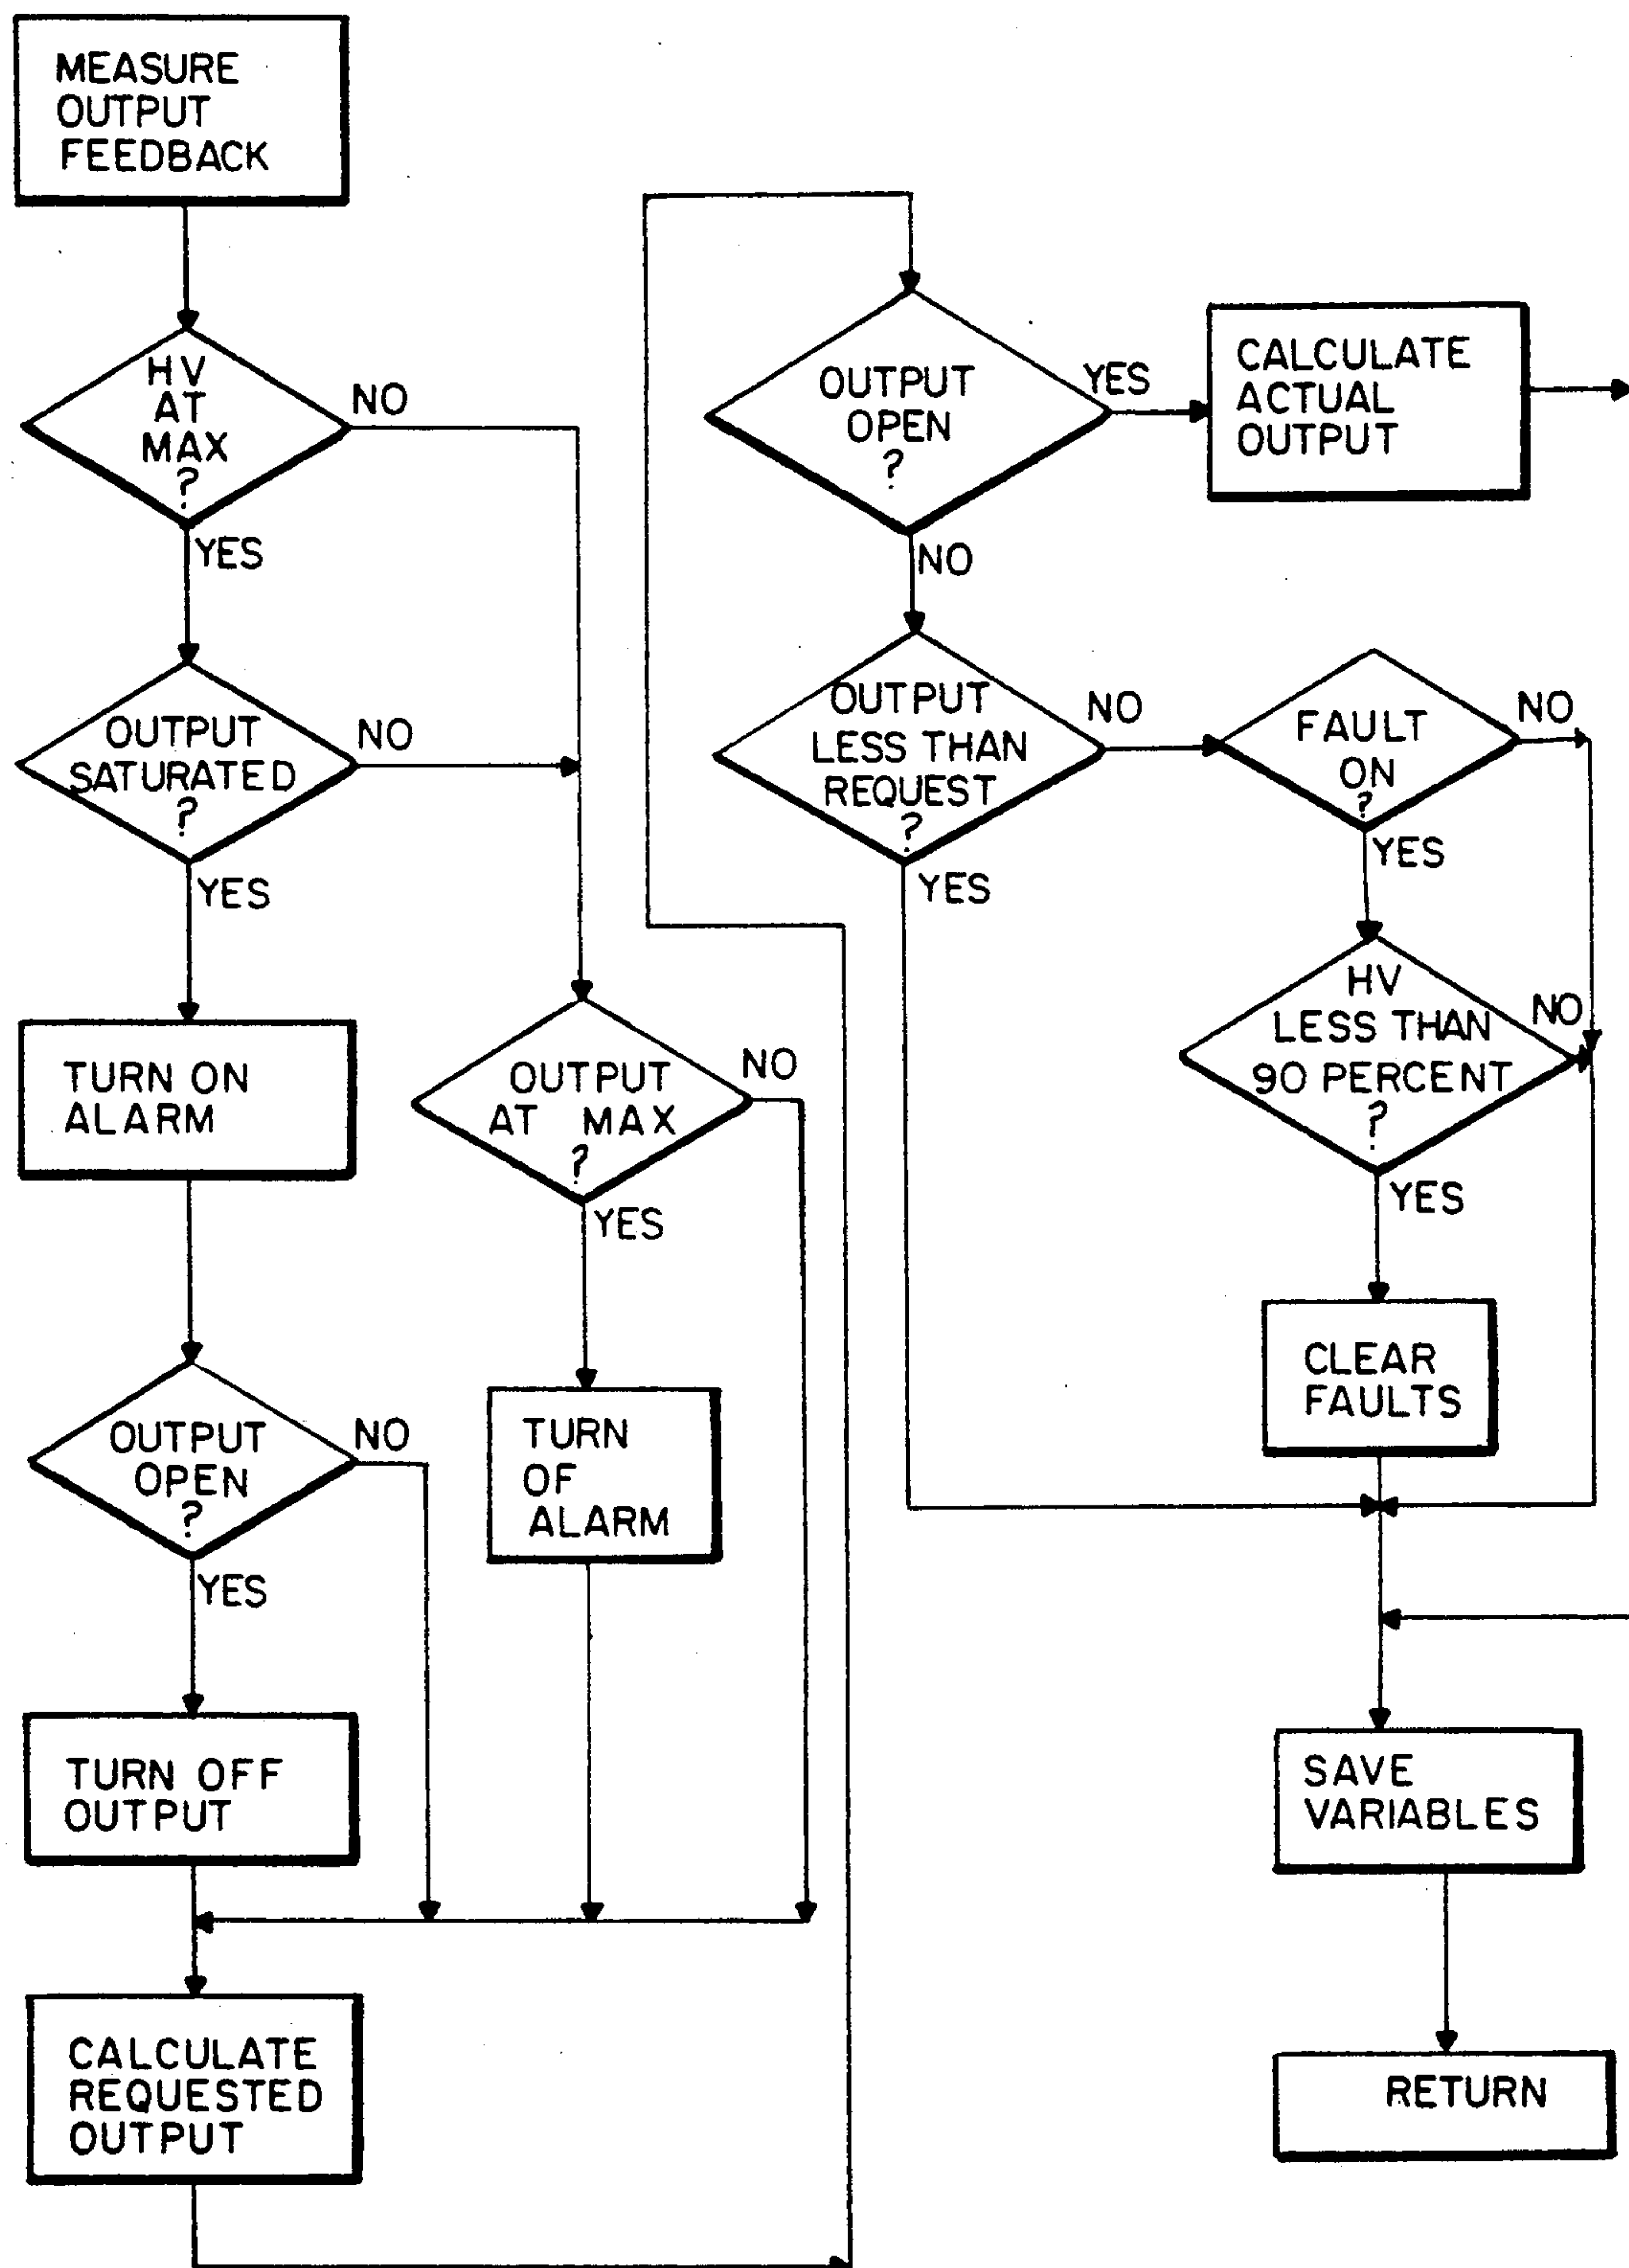 MEASURE
OUTPUT
FEEDBACK
HV
AT
MAX
?
NO
YES
OUTPUT
SATURATED
?
NO
YES
TURN ON
ALARM
OUTPUT
OPEN
?
NO
YES
TURN OFF
OUTPUT
CALCULATE
REQUESTED
OUTPUT
OUTPUT
AT MAX
?
NO
YES
TURN
OF
ALARM
OUTPUT
OPEN
?
YES
NO
CALCULATE
ACTUAL
OUTPUT
OUTPUT
LESS THAN
REQUEST
?
NO
YES
FAULT
ON
?
NO
YES
HV
LESS THAN
90 PERCENT
?
NO
YES
CLEAR
FAULTS
SAVE
VARIABLES
RETURN